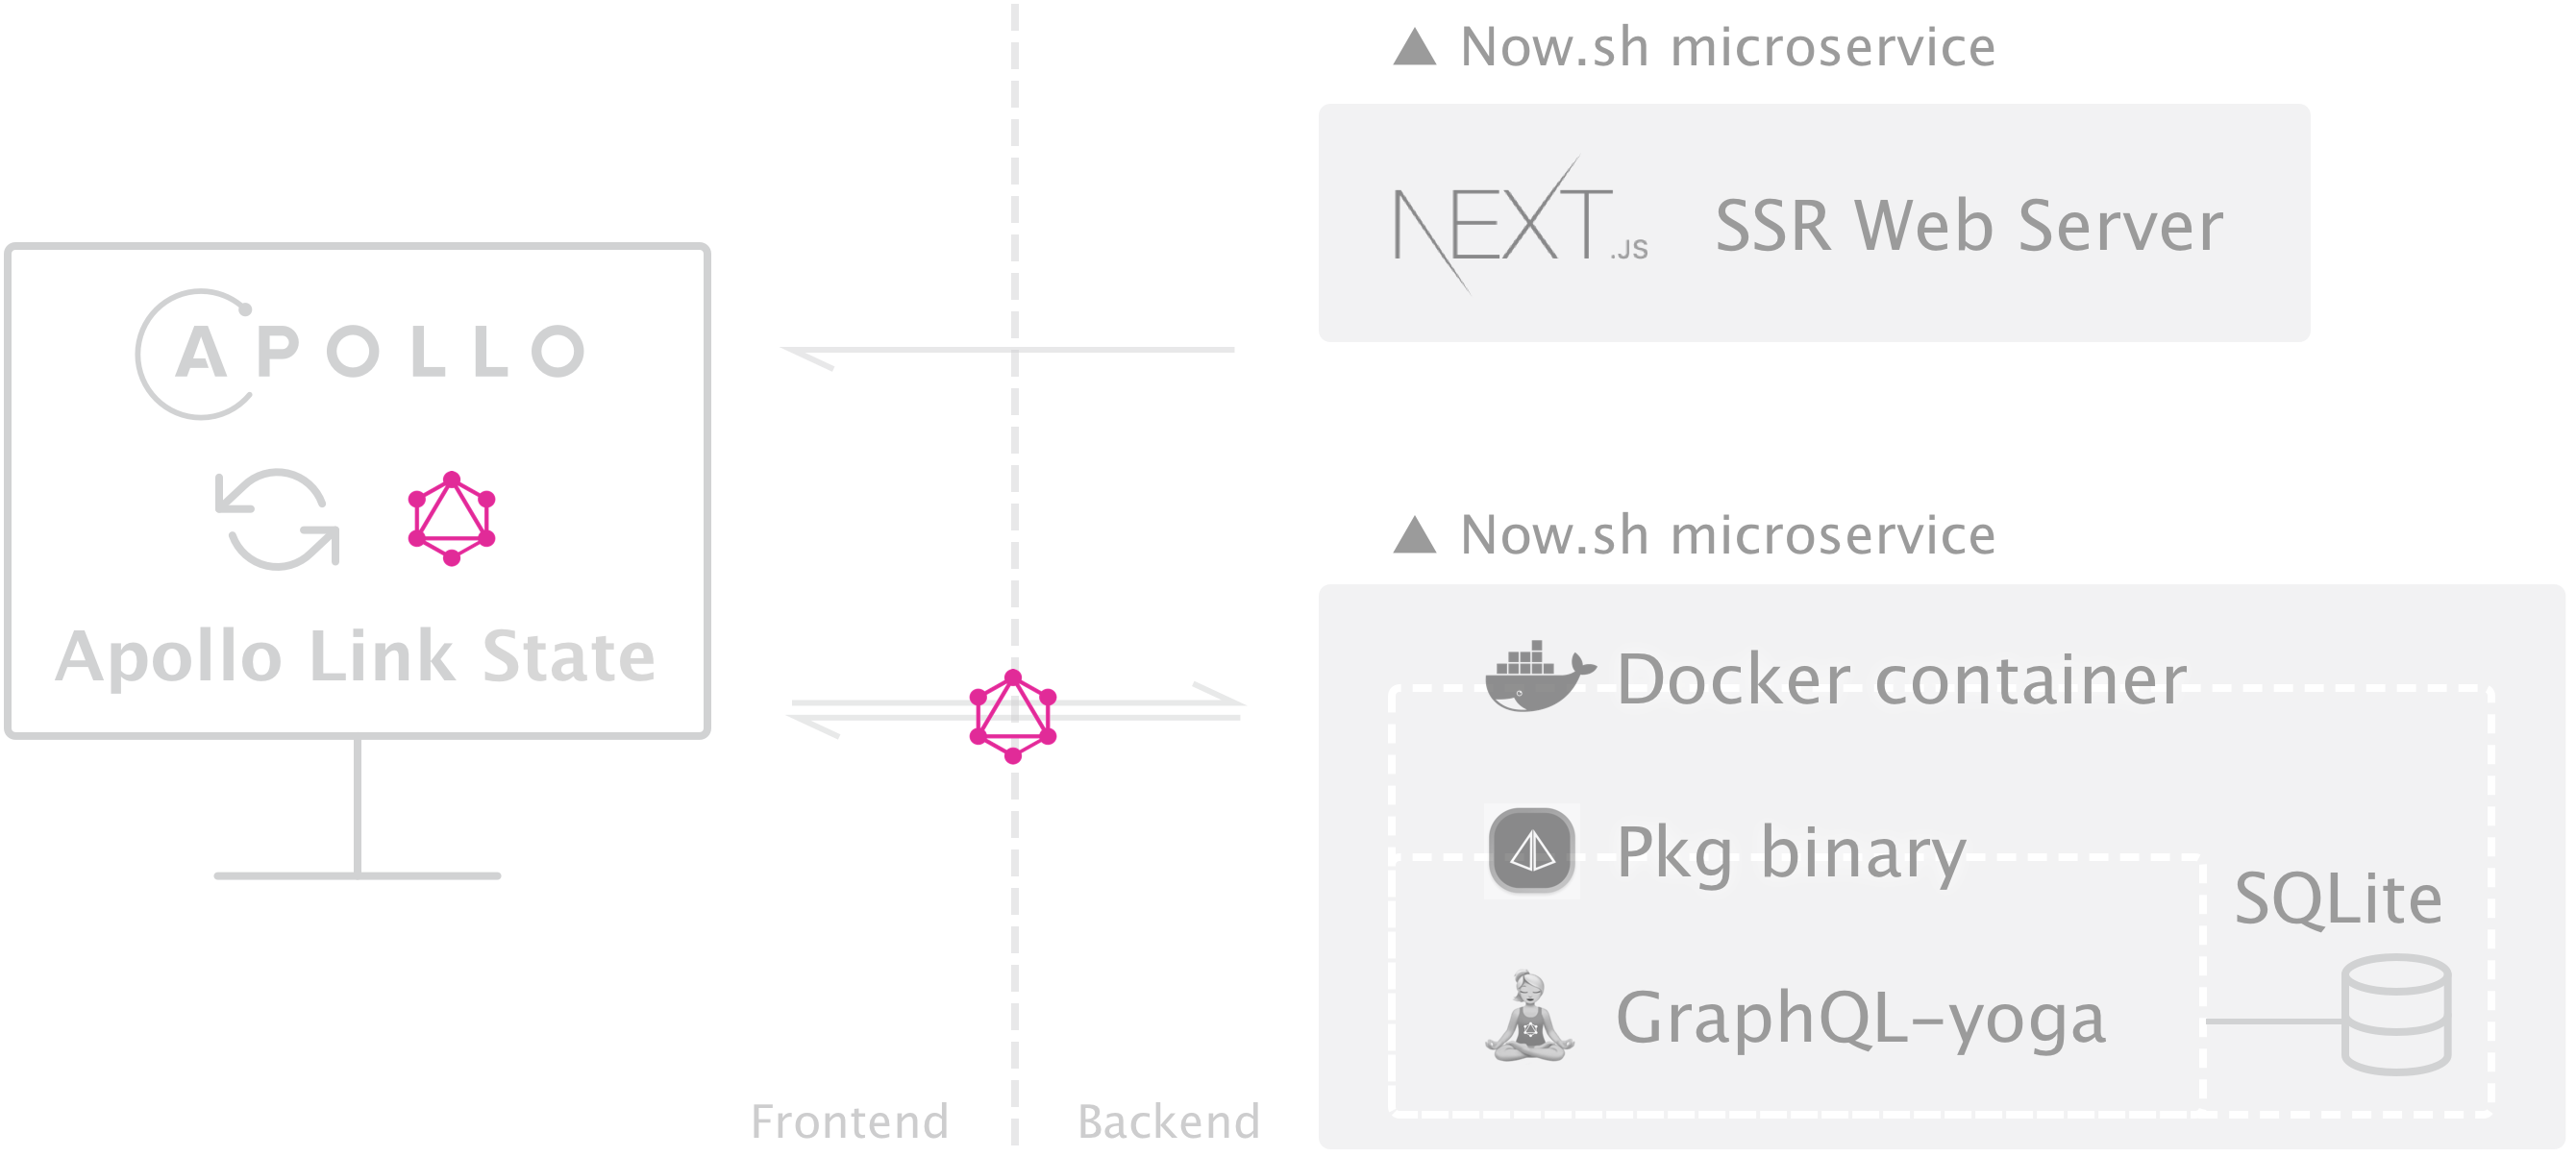 Now.sh microservice
NEXT.JS
SSR Web Server
APOLLO
Apollo Link State
Now.sh microservice
Docker container
Pkg binary
SQLite
GraphQL-yoga
Frontend
Backend